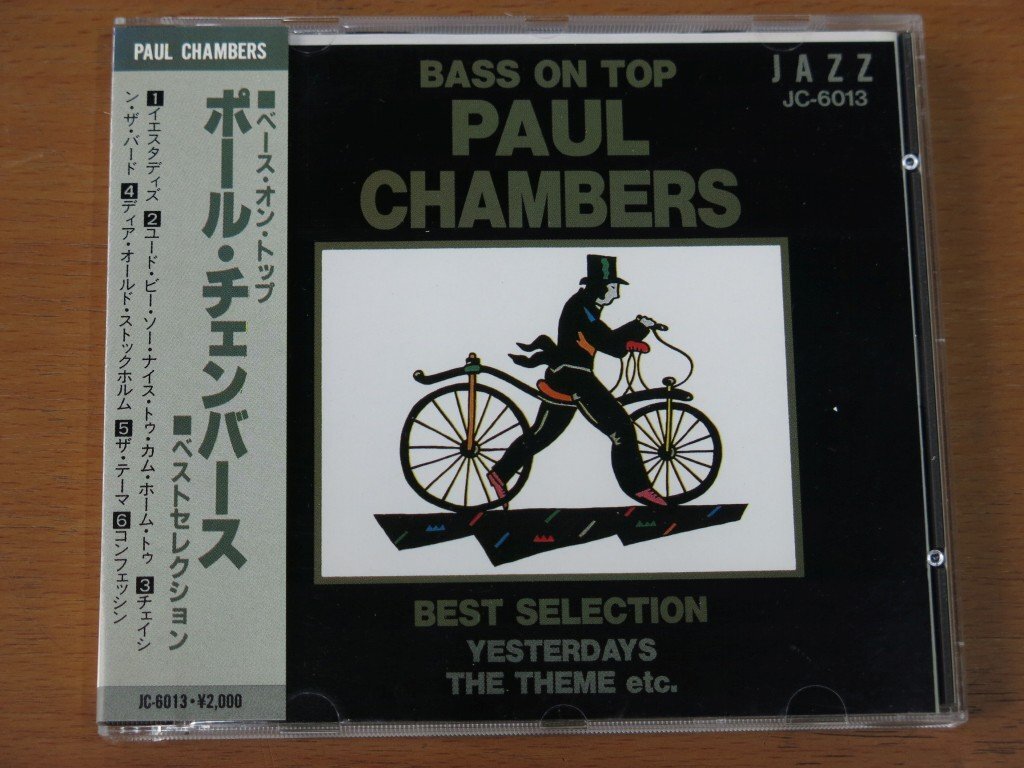 PAUL CHAMBERS
■ベース・オン・トップ
ポール・チェンバース
■ベストセレクション
1イエスタディズ 2ユード・ビー・ソー・ナイス・トゥ・カム・ホーム・トゥ 3チェイシ
ン・ザ・バード 4ディア・オールド・ストックホルム 5ザ・テーマ 6コンフェッシン
JC-6013・¥2,000
BASS ON TOP
PAUL
CHAMBERS
JAZZ
JC-6013
BEST SELECTION
YESTERDAYS
THE THEME etc.